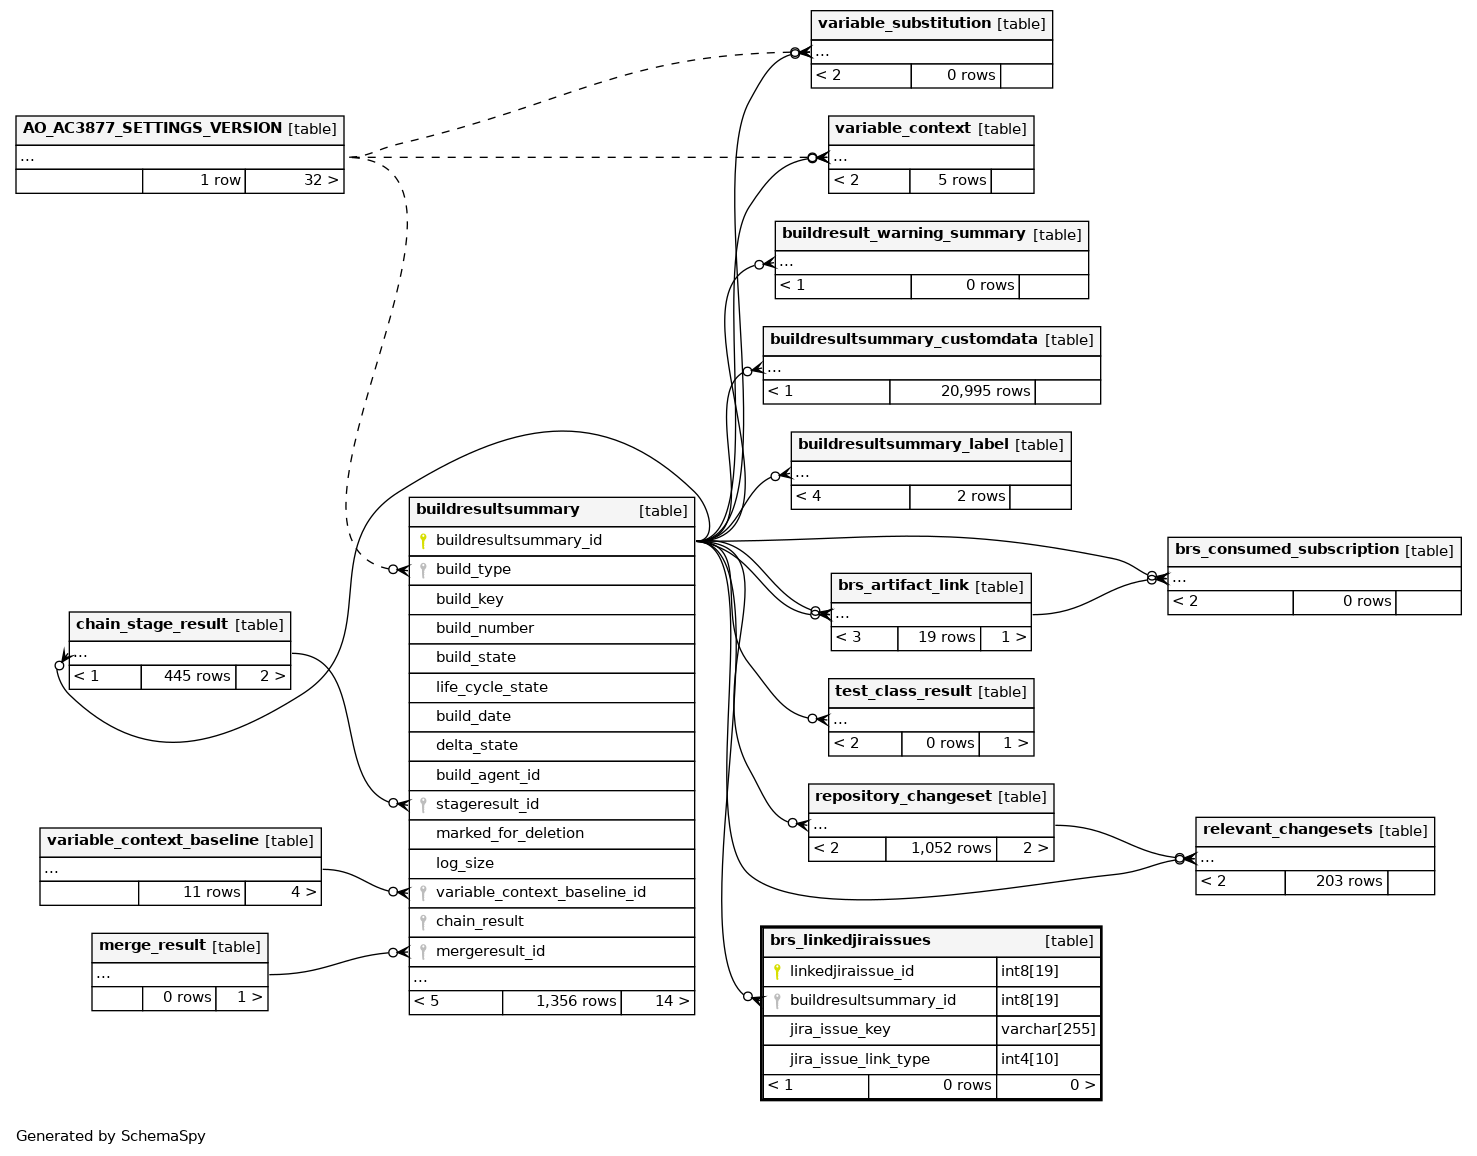 variable_substitution [table]
...
< 2 0 rows
AO_AC3877_SETTINGS_VERSION [table]
...
1 row 32 >
variable_context [table]
...
< 2 5 rows
buildresult_warning_summary [table]
...
< 1 0 rows
buildresultsummary_customdata [table]
...
< 1 20,995 rows
buildresultsummary_label [table]
...
< 4 2 rows
buildresultsummary [table]
buildresultsummary_id
build_type
build_key
build_number
build_state
life_cycle_state
build_date
delta_state
build_agent_id
stageresult_id
marked_for_deletion
log_size
variable_context_baseline_id
chain_result
mergeresult_id
...
< 5 1,356 rows 14 >
brs_consumed_subscription [table]
...
< 2 0 rows
brs_artifact_link [table]
...
< 3 19 rows 1 >
chain_stage_result [table]
...
< 1 445 rows 2 >
test_class_result [table]
...
< 2 0 rows 1 >
repository_changeset [table]
...
< 2 1,052 rows 2 >
relevant_changesets [table]
...
< 2 203 rows
variable_context_baseline [table]
...
11 rows 4 >
merge_result [table]
...
0 rows 1 >
brs_linkedjiraissues [table]
linkedjiraissue_id int8[19]
buildresultsummary_id int8[19]
jira_issue_key varchar[255]
jira_issue_link_type int4[10]
< 1 0 rows 0 >
Generated by SchemaSpy